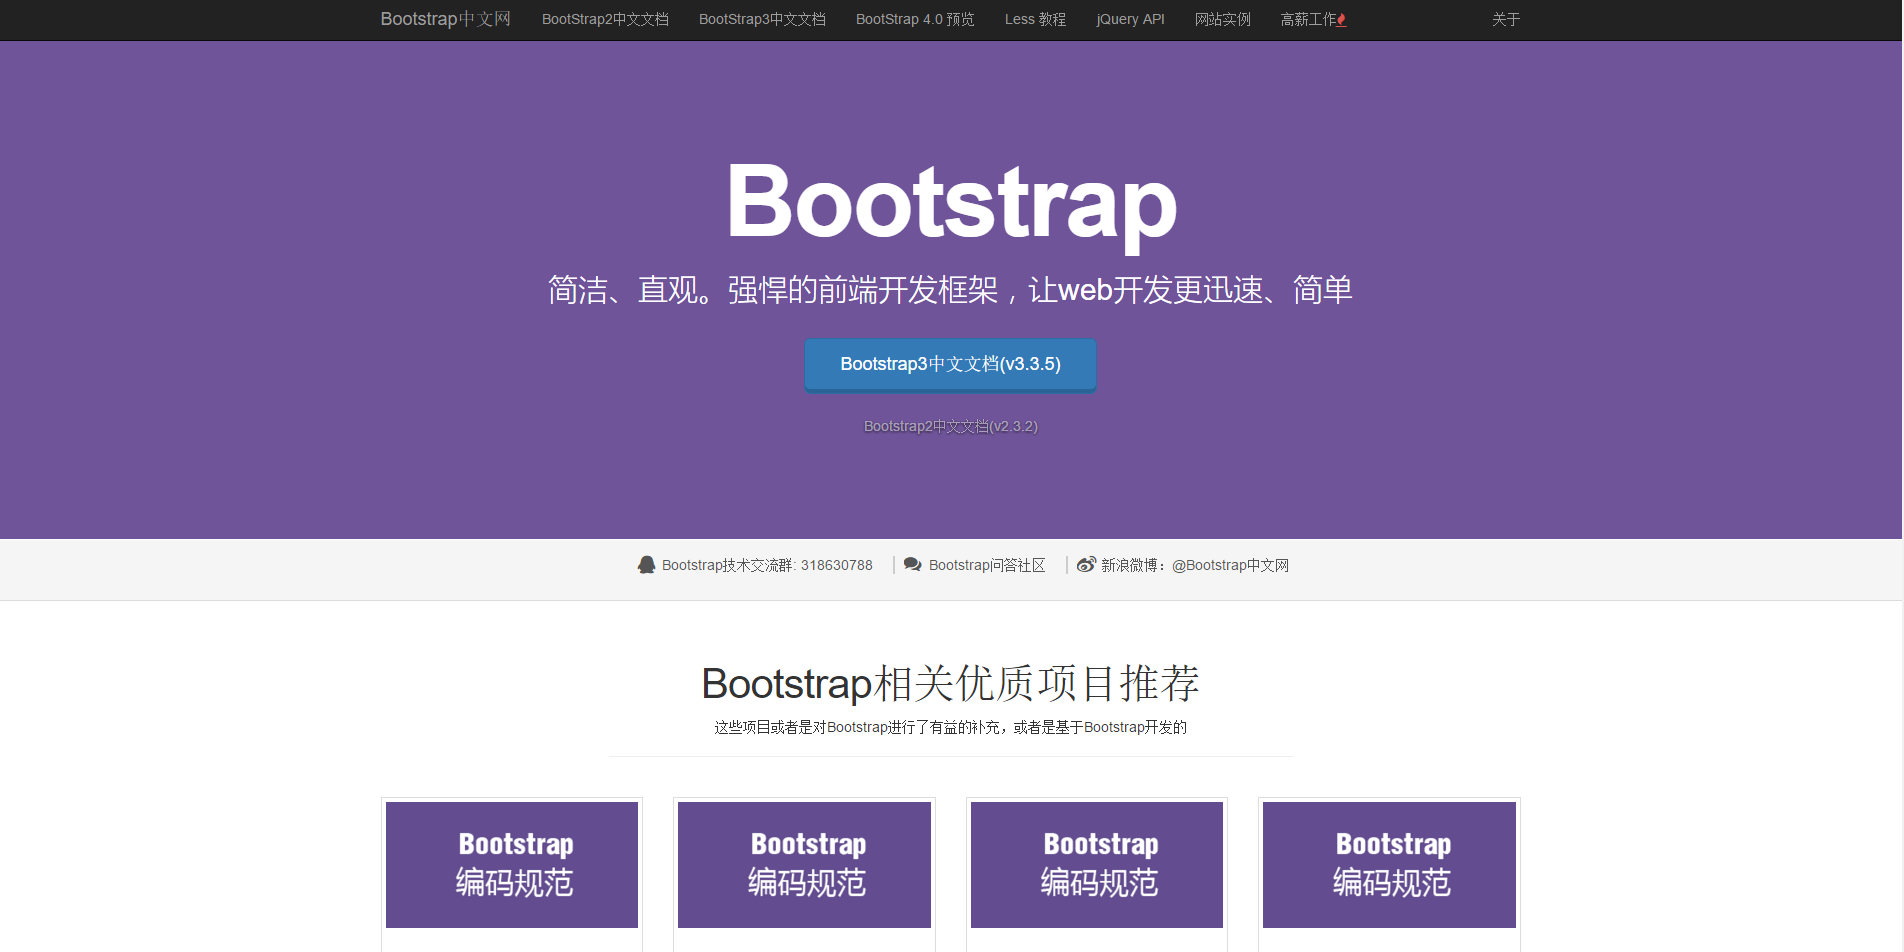 Bootstrap中文网 BootStrap2中文文档 BootStrap3中文文档 BootStrap 4.0 预览 Less 教程 jQuery API 网站实例 高薪工作 关于
Bootstrap
简洁、直观。强悍的前端开发框架，让web开发更迅速、简单
Bootstrap3中文文档(v3.3.5)
Bootstrap2中文文档(v2.3.2)
Bootstrap技术交流群: 318630788 Bootstrap问答社区 新浪微博：@Bootstrap中文网
Bootstrap相关优质项目推荐
这些项目或者是对Bootstrap进行了有益的补充，或者是基于Bootstrap开发的
Bootstrap
编码规范
Bootstrap
编码规范
Bootstrap
编码规范
Bootstrap
编码规范